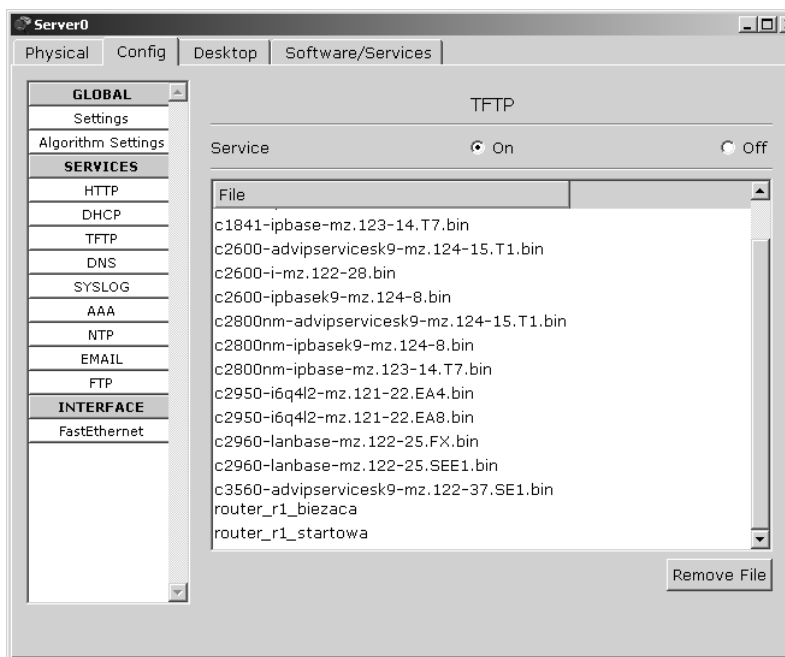 Server0
Physical Config Desktop Software/Services
GLOBAL
Settings
Algorithm Settings
SERVICES
HTTP
DHCP
TFTP
DNS
SYSLOG
AAA
NTP
EMAIL
FTP
INTERFACE
FastEthernet
TFTP
Service On Off
File
c1841-ipbase-mz.123-14.T7.bin
c2600-advipservicesk9-mz.124-15.T1.bin
c2600-i-mz.122-28.bin
c2600-ipbasek9-mz.124-8.bin
c2800nm-advipservicesk9-mz.124-15.T1.bin
c2800nm-ipbasek9-mz.124-8.bin
c2800nm-ipbase-mz.123-14.T7.bin
c2950-i6q4l2-mz.121-22.EA4.bin
c2950-i6q4l2-mz.121-22.EA8.bin
c2960-lanbase-mz.122-25.FX.bin
c2960-lanbase-mz.122-25.SEE1.bin
c3560-advipservicesk9-mz.122-37.SE1.bin
router_r1_biezaca
router_r1_startowa
Remove File